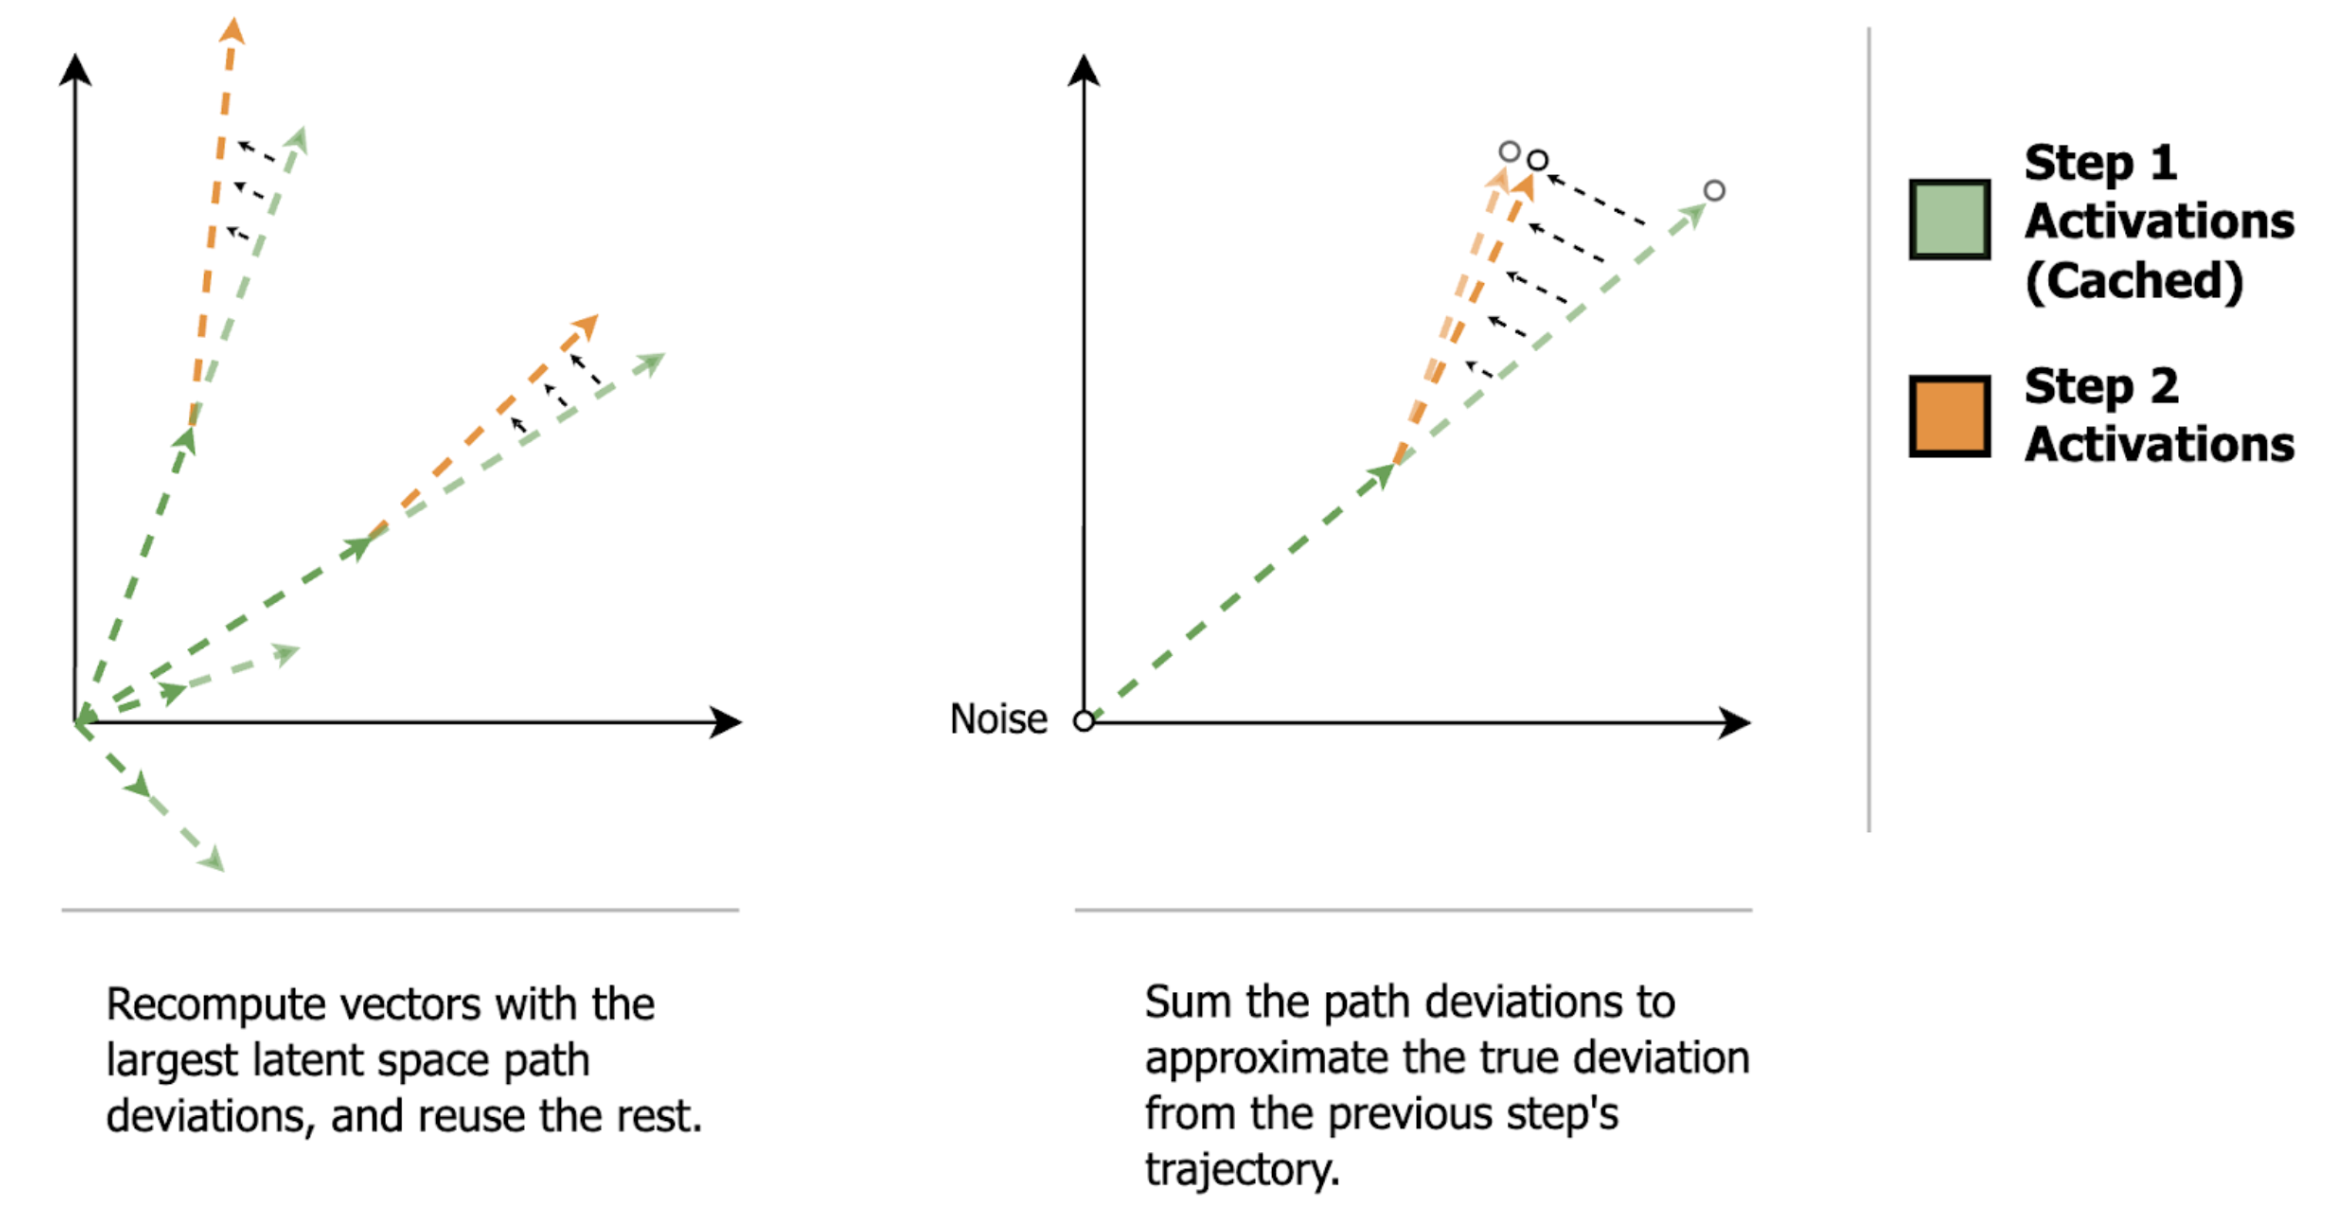 Step 1
Activations
(Cached)
Step 2
Activations
Noise
Recompute vectors with the
largest latent space path
deviations, and reuse the rest.
Sum the path deviations to
approximate the true deviation
from the previous step's
trajectory.